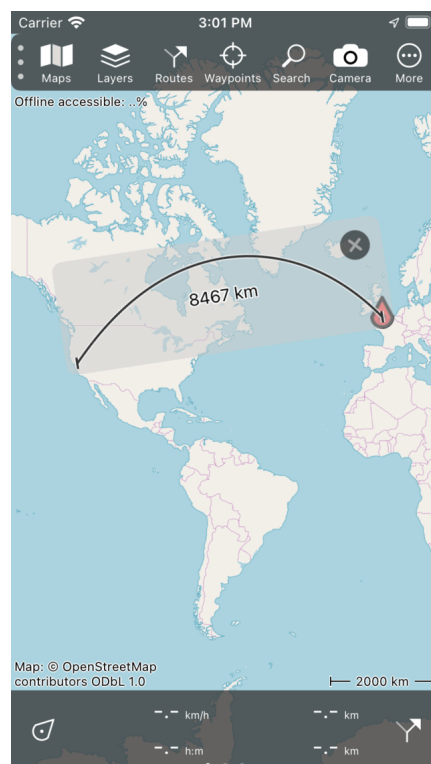 Carrier 3:01 PM
Maps Layers Routes Waypoints Search Camera More
Offline accessible: ..%
8467 km
Map: © OpenStreetMap
contributors ODbL 1.0
2000 km
-.- km/h -.- km
-.- h:m -.- km